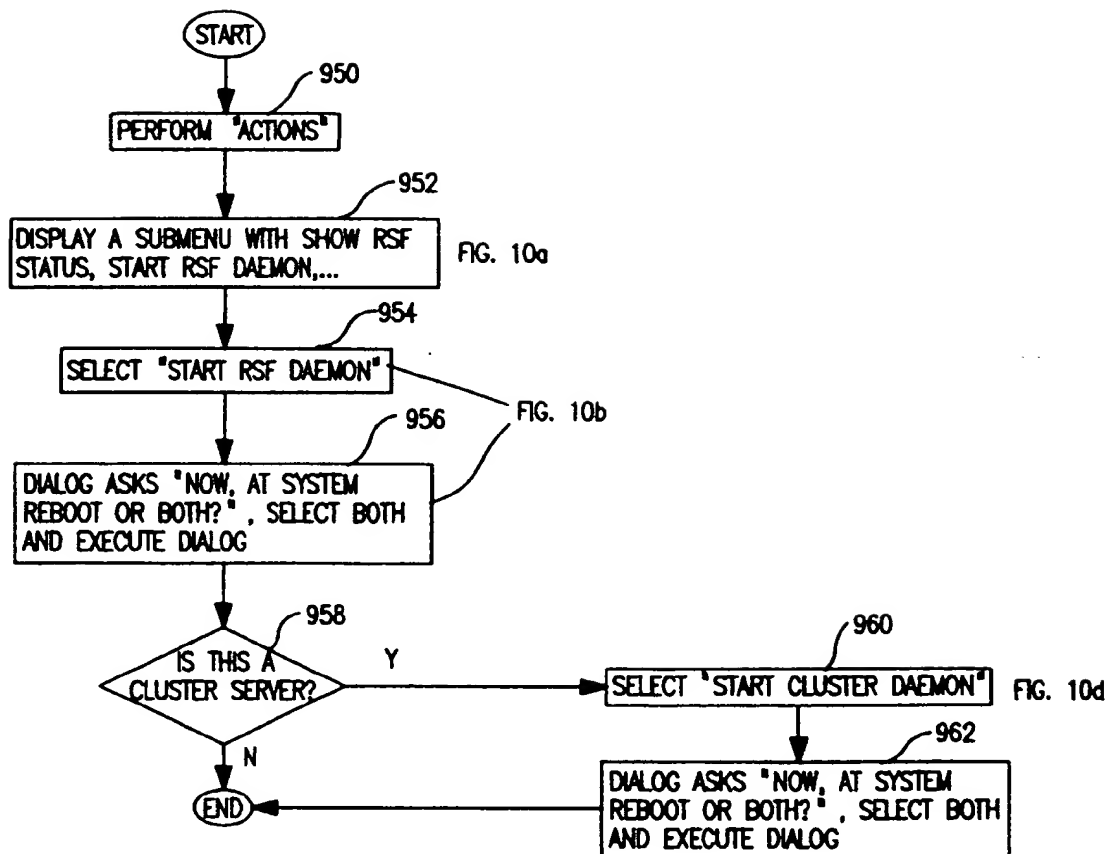 START
950
PERFORM "ACTIONS"
952
DISPLAY A SUBMENU WITH SHOW RSF
STATUS, START RSF DAEMON,...
FIG. 10a
954
SELECT "START RSF DAEMON"
FIG. 10b
956
DIALOG ASKS "NOW, AT SYSTEM
REBOOT OR BOTH?" , SELECT BOTH
AND EXECUTE DIALOG
958
IS THIS A
CLUSTER SERVER?
Y
N
960
SELECT "START CLUSTER DAEMON"
FIG. 10d
962
DIALOG ASKS "NOW, AT SYSTEM
REBOOT OR BOTH?" , SELECT BOTH
AND EXECUTE DIALOG
END